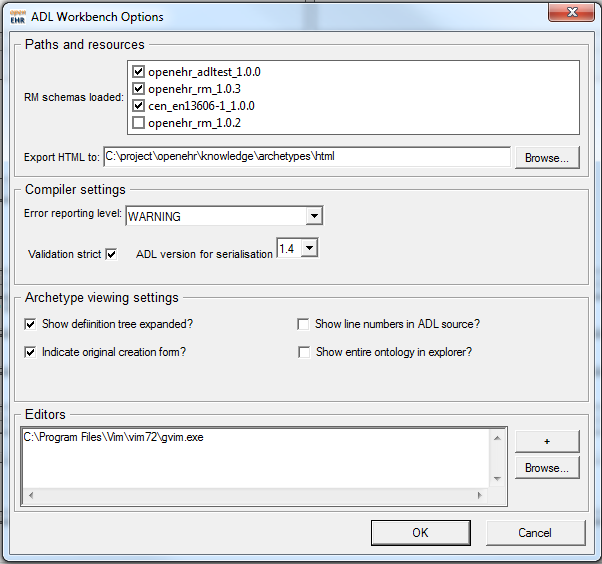 open
EHR
ADL Workbench Options
Paths and resources
RM schemas loaded:
openehr_adltest_1.0.0
openehr_rm_1.0.3
cen_en13606-1_1.0.0
openehr_rm_1.0.2
Export HTML to: C:\project\openehr\knowledge\archetypes\html Browse...
Compiler settings
Error reporting level: WARNING
Validation strict ADL version for serialisation 1.4
Archetype viewing settings
Show defiinition tree expanded? Show line numbers in ADL source?
Indicate original creation form? Show entire ontology in explorer?
Editors
C:\Program Files\Vim\vim72\gvim.exe
+
Browse...
OK Cancel